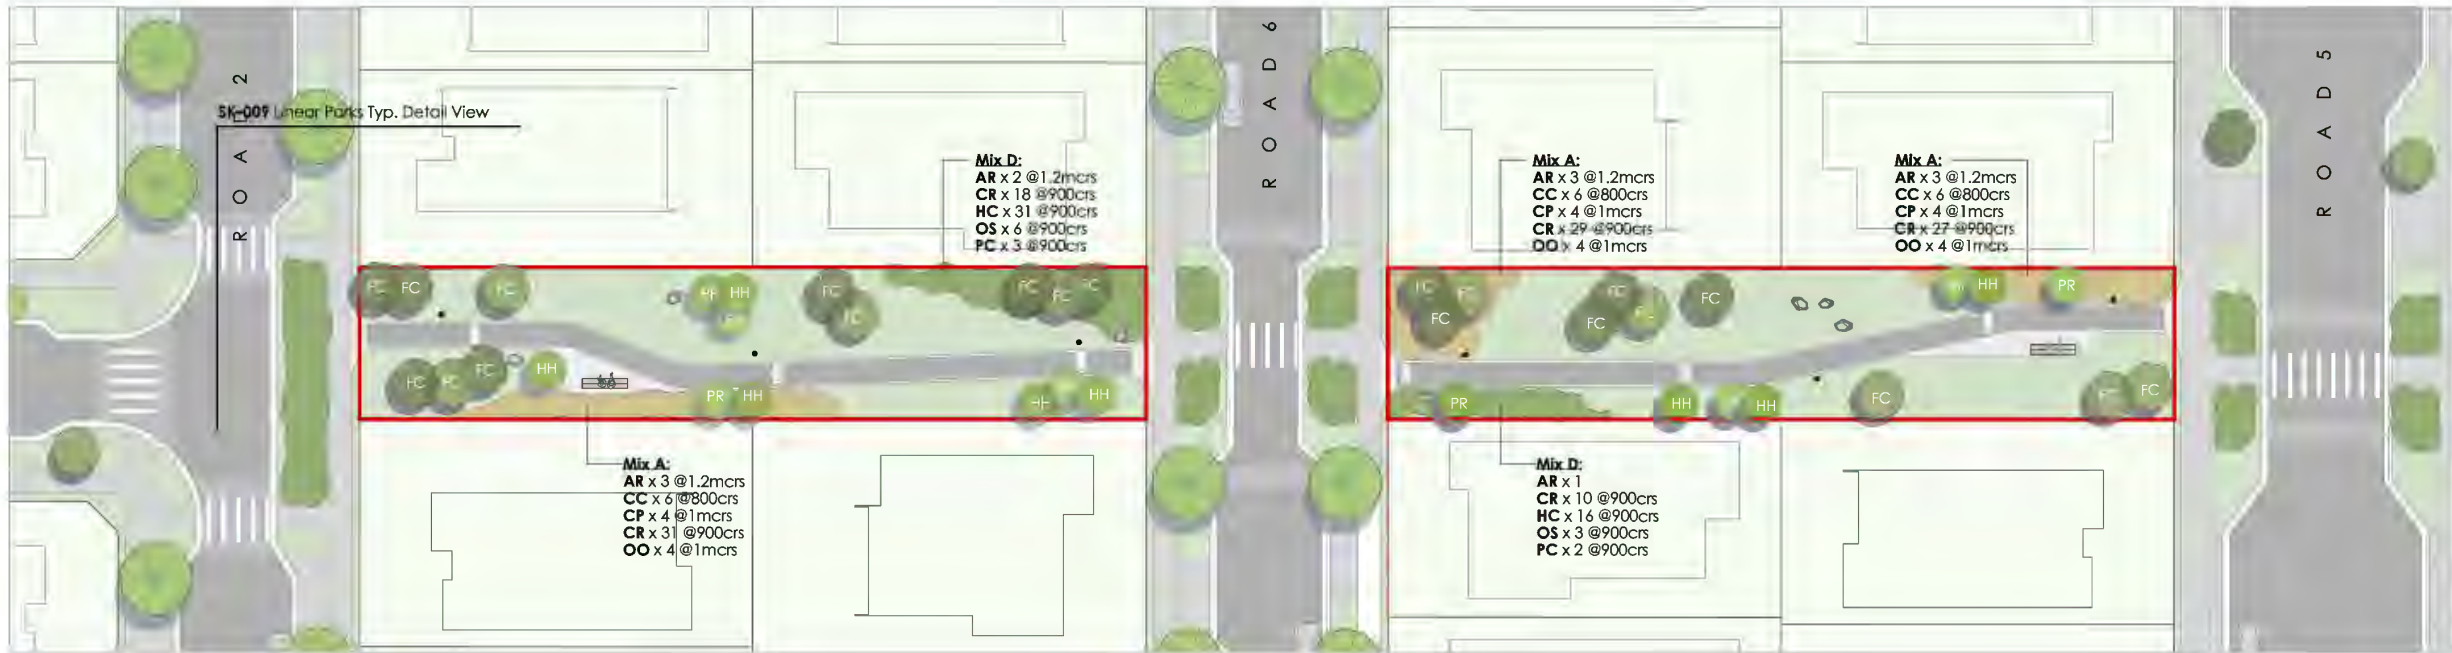 ROAD 2
SK-009 Linear Parks Typ. Detail View
ROAD 6
ROAD 5
Mix D:
AR x 2 @1.2mcrs
CR x 18 @900crs
HC x 31 @900crs
OS x 6 @900crs
PC x 3 @900crs
Mix A:
AR x 3 @1.2mcrs
CC x 6 @800crs
CP x 4 @1mcrs
CR x 29 @900crs
OO x 4 @1mcrs
Mix A:
AR x 3 @1.2mcrs
CC x 6 @800crs
CP x 4 @1mcrs
CR x 27 @900crs
OO x 4 @1mcrs
FC
FC
FC
PR
HH
FC
FC
FC
FC
FC
FC
FC
FC
HH
PR
HH
HH
HH
FC
FC
FC
FC
FC
FC
HH
PR
PR
HH
HH
FC
FC
FC
Mix A:
AR x 3 @1.2mcrs
CC x 6 @800crs
CP x 4 @1mcrs
CR x 31 @900crs
OO x 4 @1mcrs
Mix D:
AR x 1
CR x 10 @900crs
HC x 16 @900crs
OS x 3 @900crs
PC x 2 @900crs